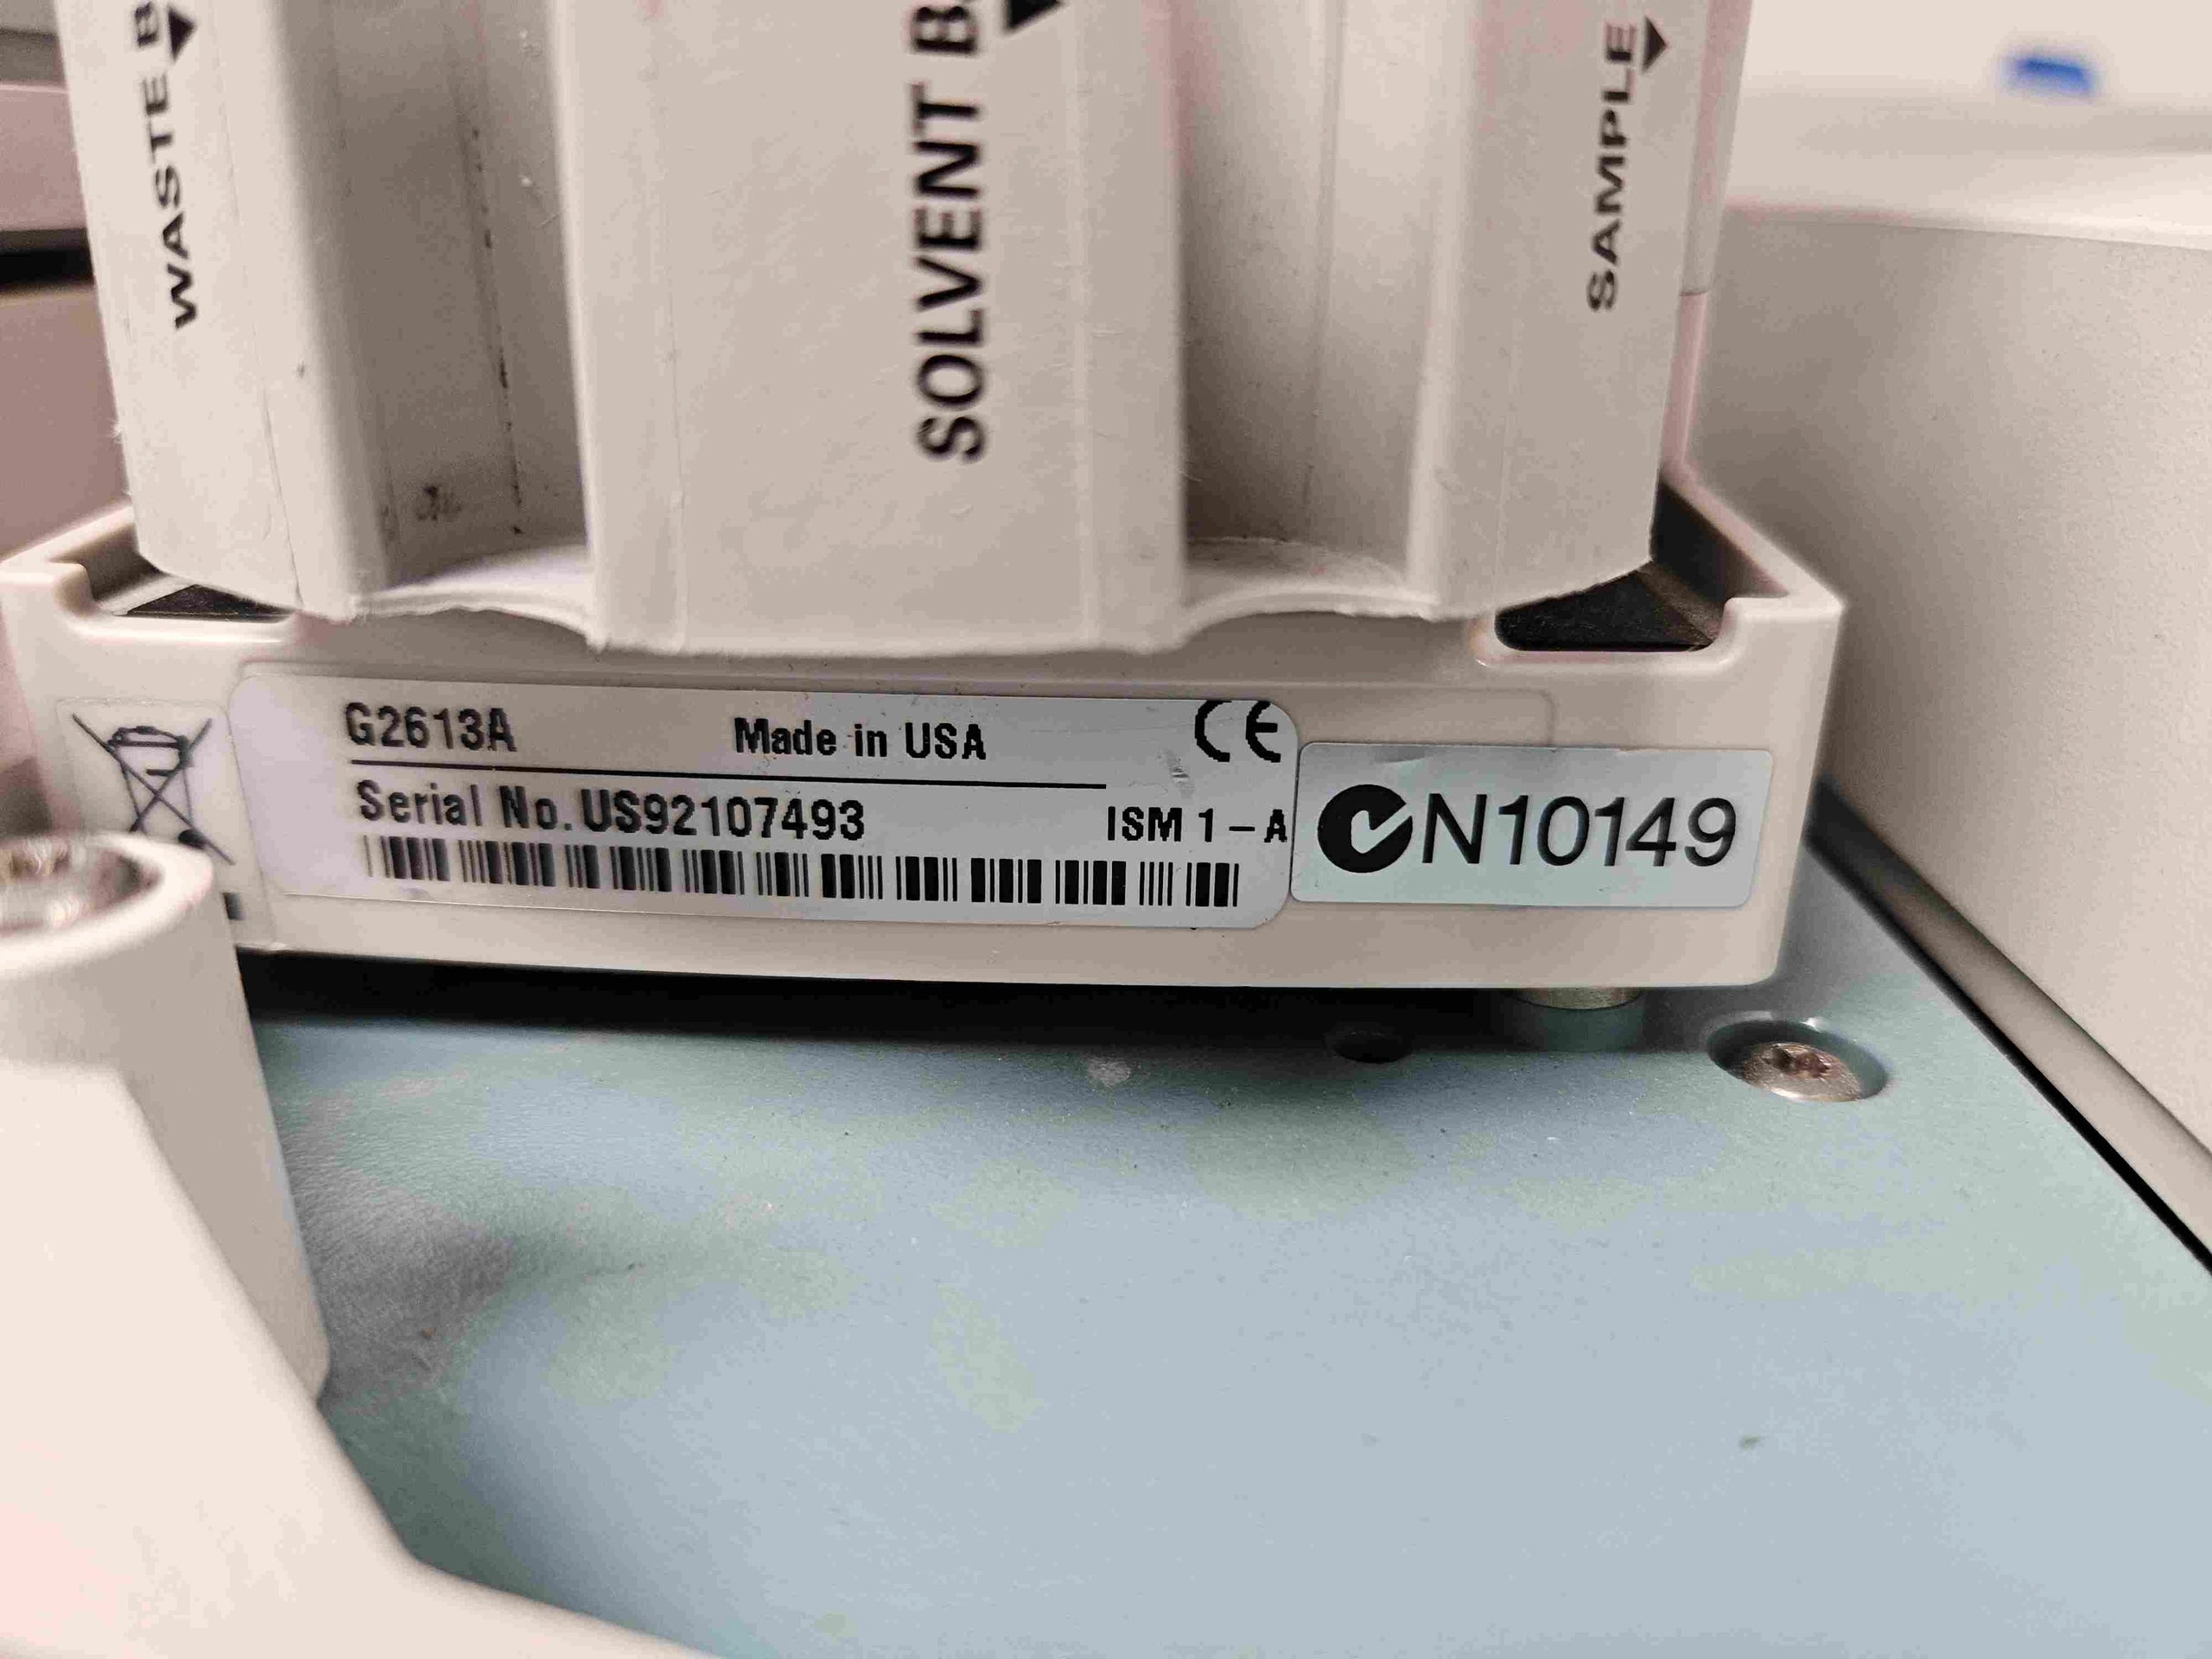 WASTE B
SOLVENT B
SAMPLE
G2613A
Made in USA
CE
Serial No. US92107493
ISM 1-A
N10149